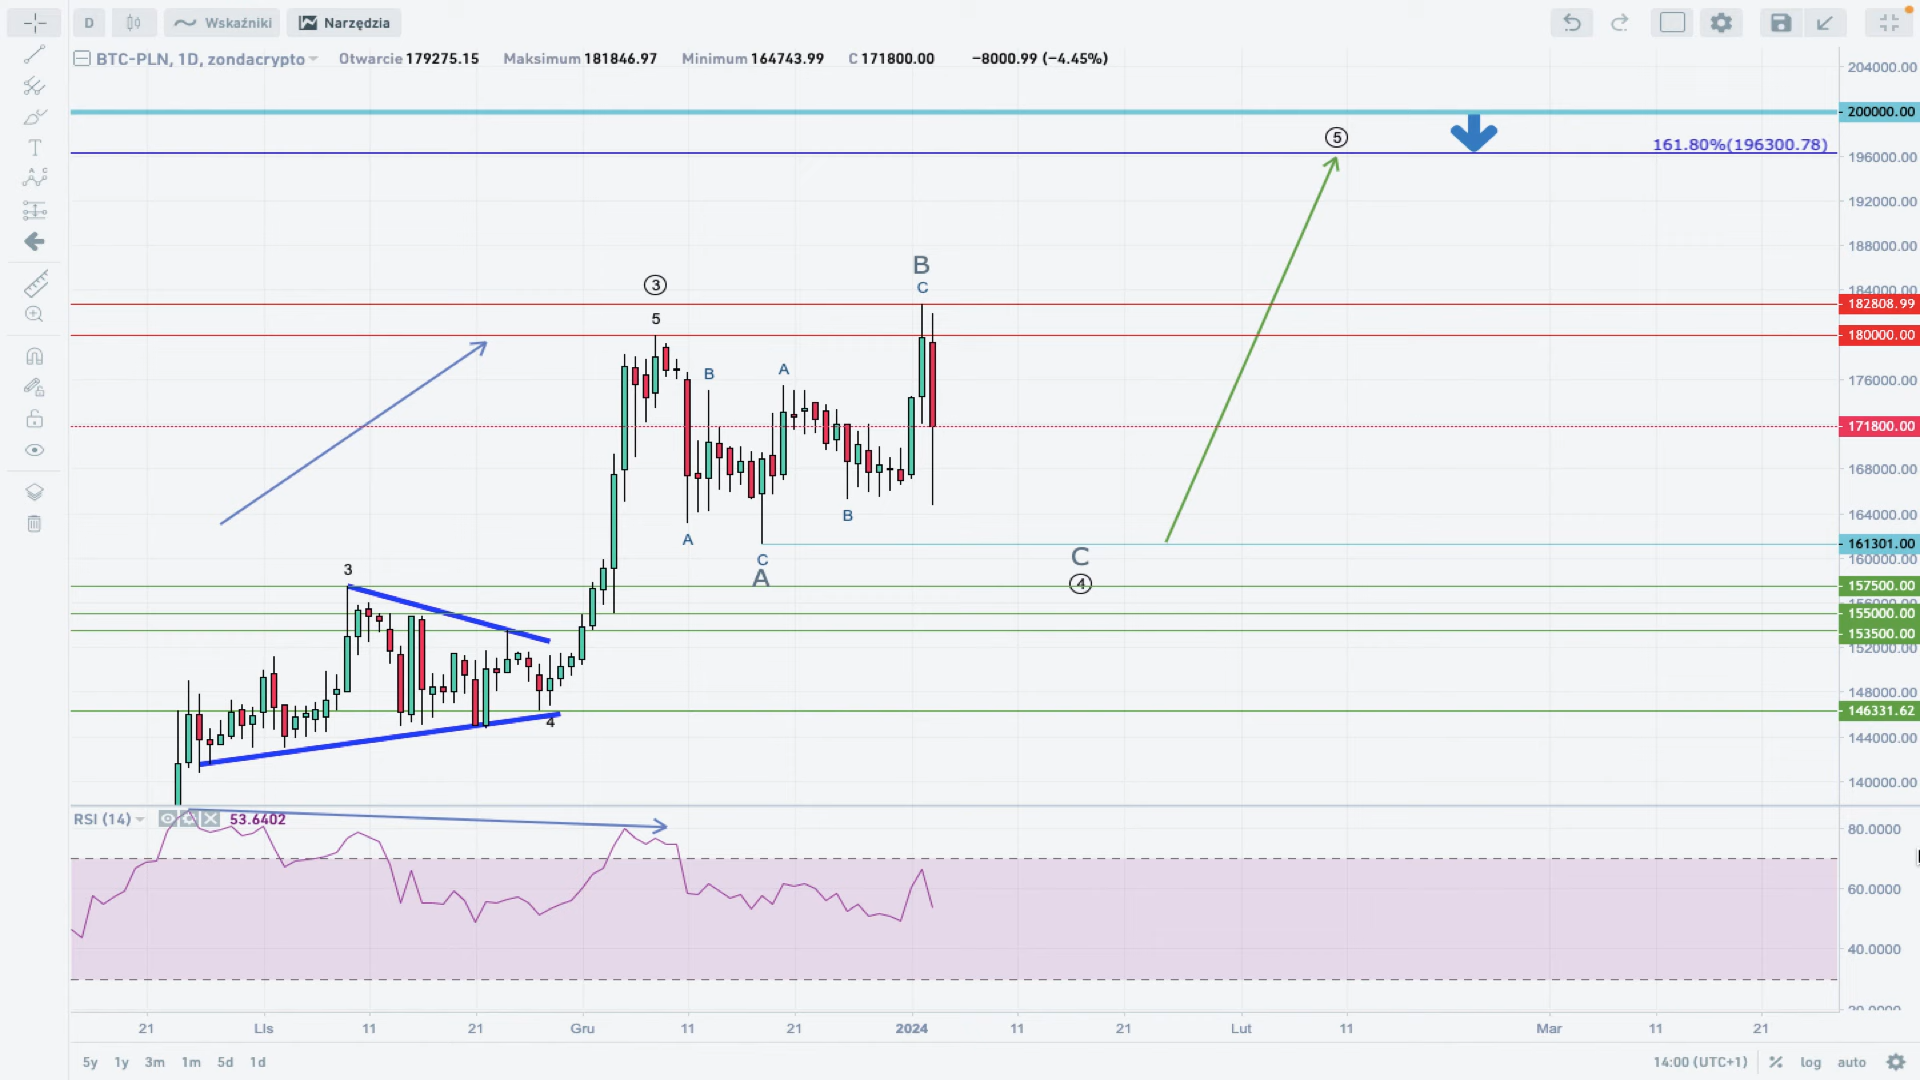 D Wskaźniki Narzędzia
BTC-PLN, 1D, zondacrypto Otwarcie 179275.15 Maksimum 181846.97 Minimum 164743.99 C 171800.00 −8000.99 (−4.45%)
204000.00
200000.00
161.80%(196300.78)
196000.00
192000.00
188000.00
184000.00
182808.99
180000.00
176000.00
171800.00
168000.00
164000.00
161301.00
160000.00
157500.00
155000.00
153500.00
152000.00
148000.00
146331.62
144000.00
140000.00
5
B
C
3
5
B
A
A
B
C
A
C
4
3
4
RSI (14) 53.6402
80.0000
60.0000
40.0000
21 Lis 11 21 Gru 11 21 2024 11 21 Lut 11 Mar 11 21
5y 1y 3m 1m 5d 1d 14:00 (UTC+1) % log auto